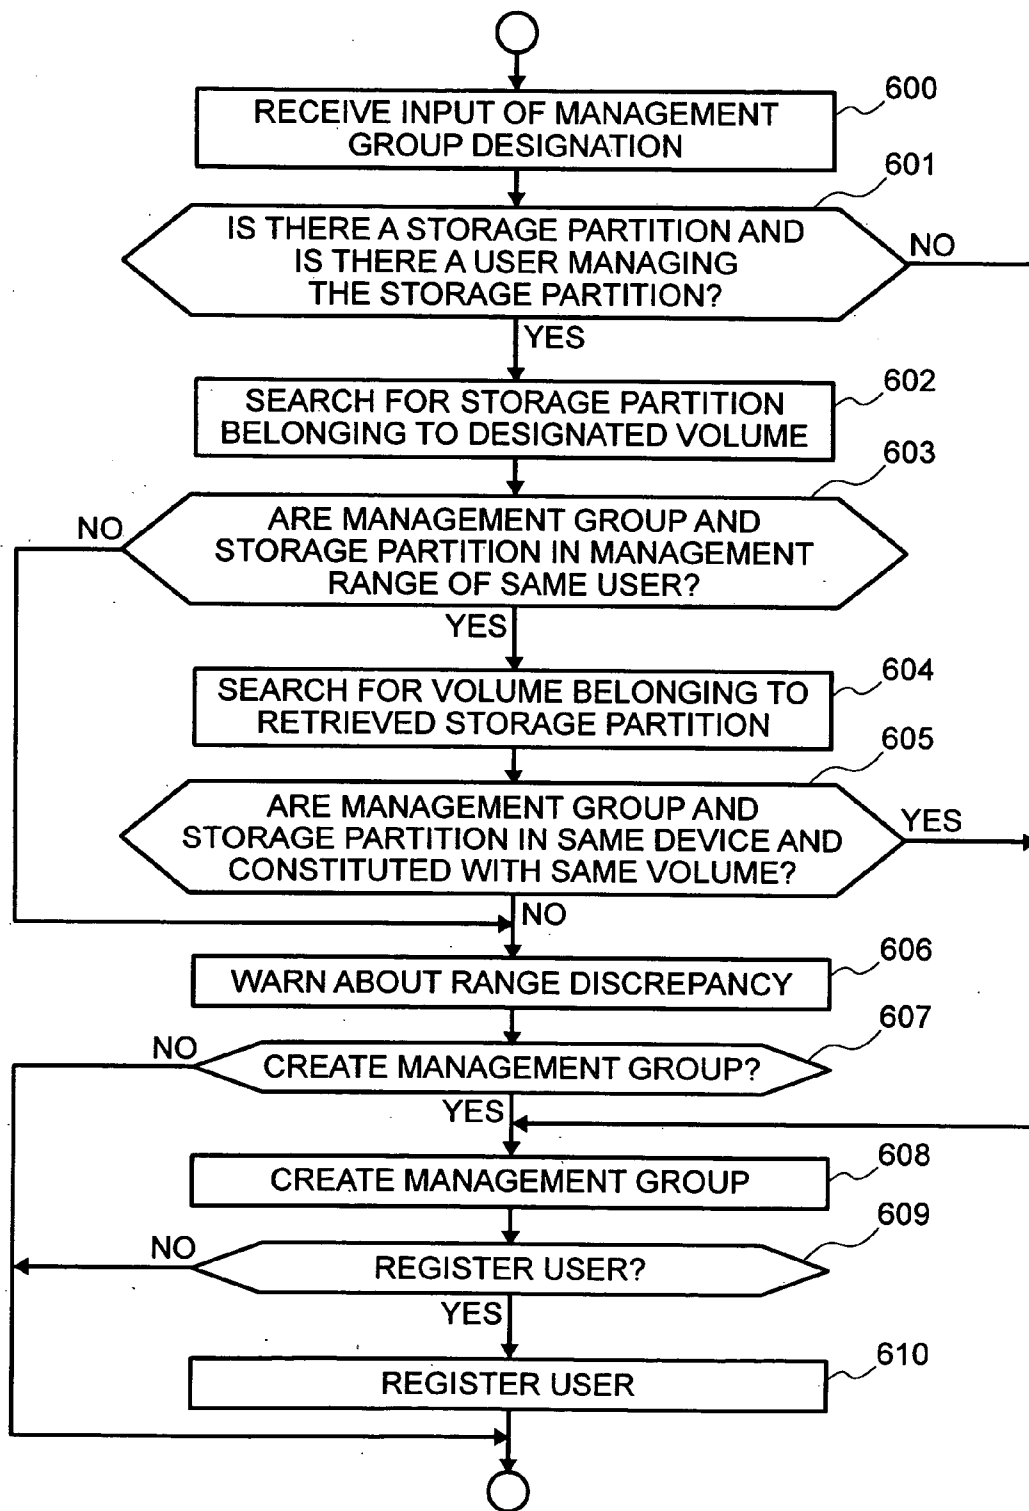 600
RECEIVE INPUT OF MANAGEMENT
GROUP DESIGNATION
601
IS THERE A STORAGE PARTITION AND
IS THERE A USER MANAGING
THE STORAGE PARTITION?
NO
YES
602
SEARCH FOR STORAGE PARTITION
BELONGING TO DESIGNATED VOLUME
603
NO
ARE MANAGEMENT GROUP AND
STORAGE PARTITION IN MANAGEMENT
RANGE OF SAME USER?
YES
604
SEARCH FOR VOLUME BELONGING TO
RETRIEVED STORAGE PARTITION
605
ARE MANAGEMENT GROUP AND
STORAGE PARTITION IN SAME DEVICE AND
CONSTITUTED WITH SAME VOLUME?
YES
NO
606
WARN ABOUT RANGE DISCREPANCY
607
NO
CREATE MANAGEMENT GROUP?
YES
608
CREATE MANAGEMENT GROUP
609
NO
REGISTER USER?
YES
610
REGISTER USER